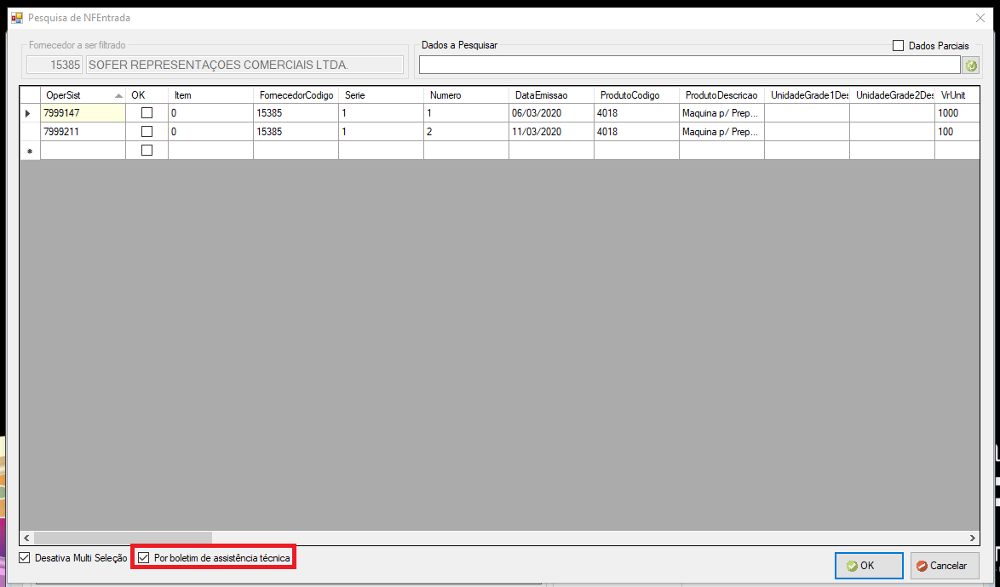 Pesquisa de NFEntrada
Fornecedor a ser filtrado
Dados a Pesquisar
Dados Parciais
15385 SOFER REPRESENTAÇOES COMERCIAIS LTDA.
OperSist OK Item FornecedorCodigo Serie Numero DataEmissao ProdutoCodigo ProdutoDescricao UnidadeGrade1Des UnidadeGrade2Des VrUnit
7999147 0 15385 1 1 06/03/2020 4018 Maquina p/ Prep... 1000
7999211 0 15385 1 2 11/03/2020 4018 Maquina p/ Prep... 100
Desativa Multi Seleção Por boletim de assistência técnica
OK Cancelar